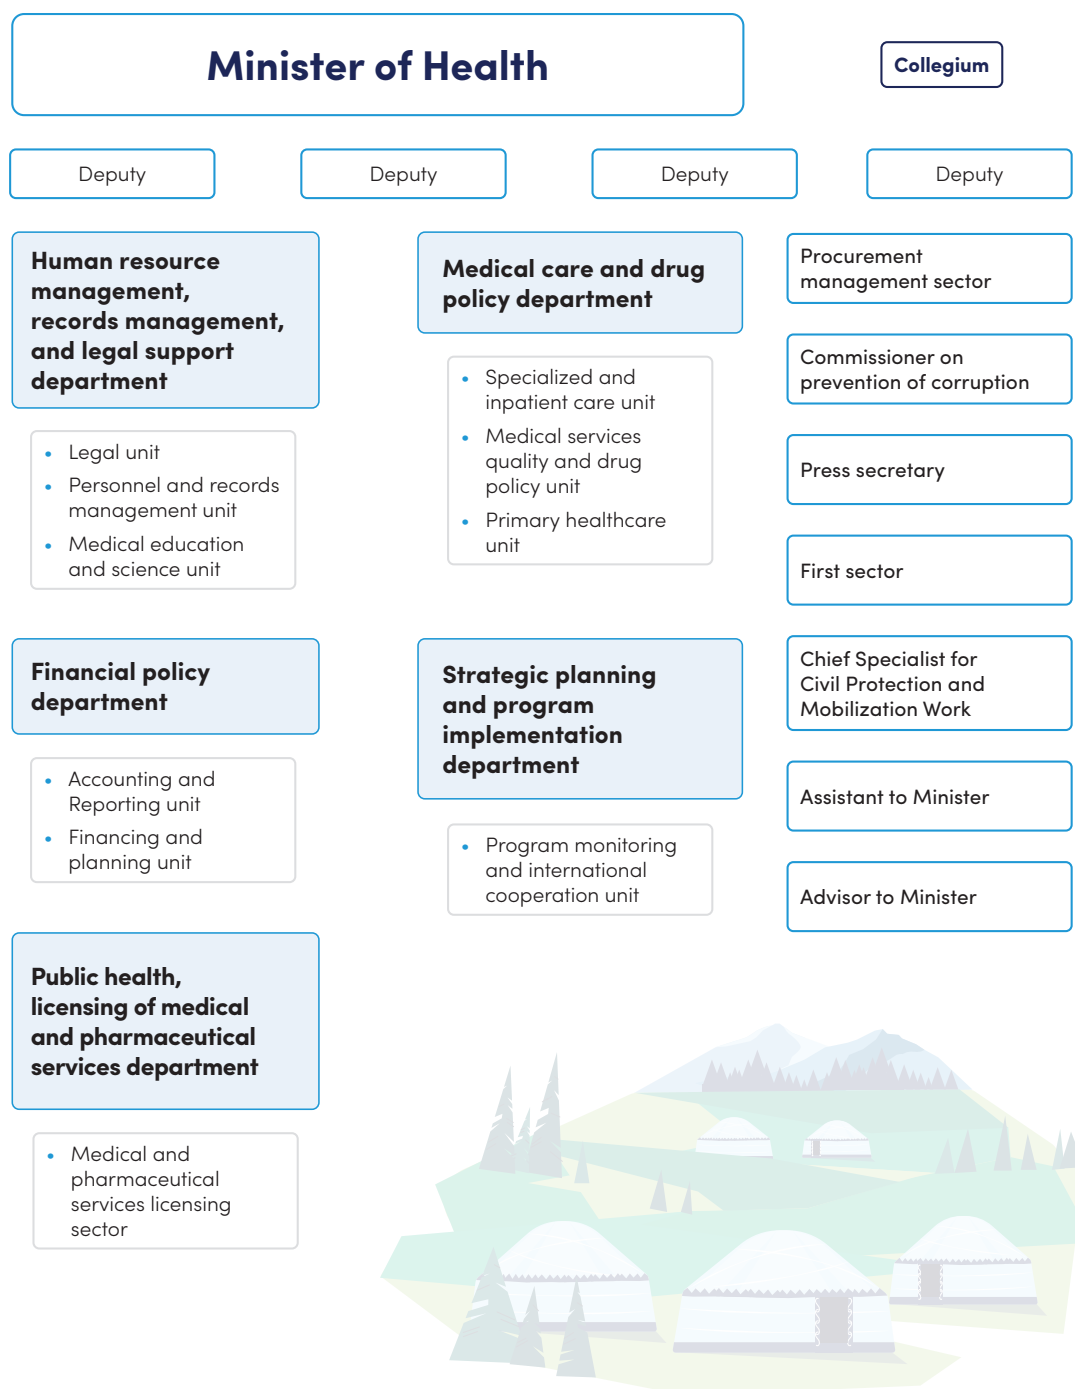 Minister of Health
Collegium
Deputy
Deputy
Deputy
Deputy
Human resource
management,
records management,
and legal support
department
• Legal unit
• Personnel and records
management unit
• Medical education
and science unit
Financial policy
department
• Accounting and
Reporting unit
• Financing and
planning unit
Public health,
licensing of medical
and pharmaceutical
services department
• Medical and
pharmaceutical
services licensing
sector
Medical care and drug
policy department
• Specialized and
inpatient care unit
• Medical services
quality and drug
policy unit
• Primary healthcare
unit
Strategic planning
and program
implementation
department
• Program monitoring
and international
cooperation unit
Procurement
management sector
Commissioner on
prevention of corruption
Press secretary
First sector
Chief Specialist for
Civil Protection and
Mobilization Work
Assistant to Minister
Advisor to Minister